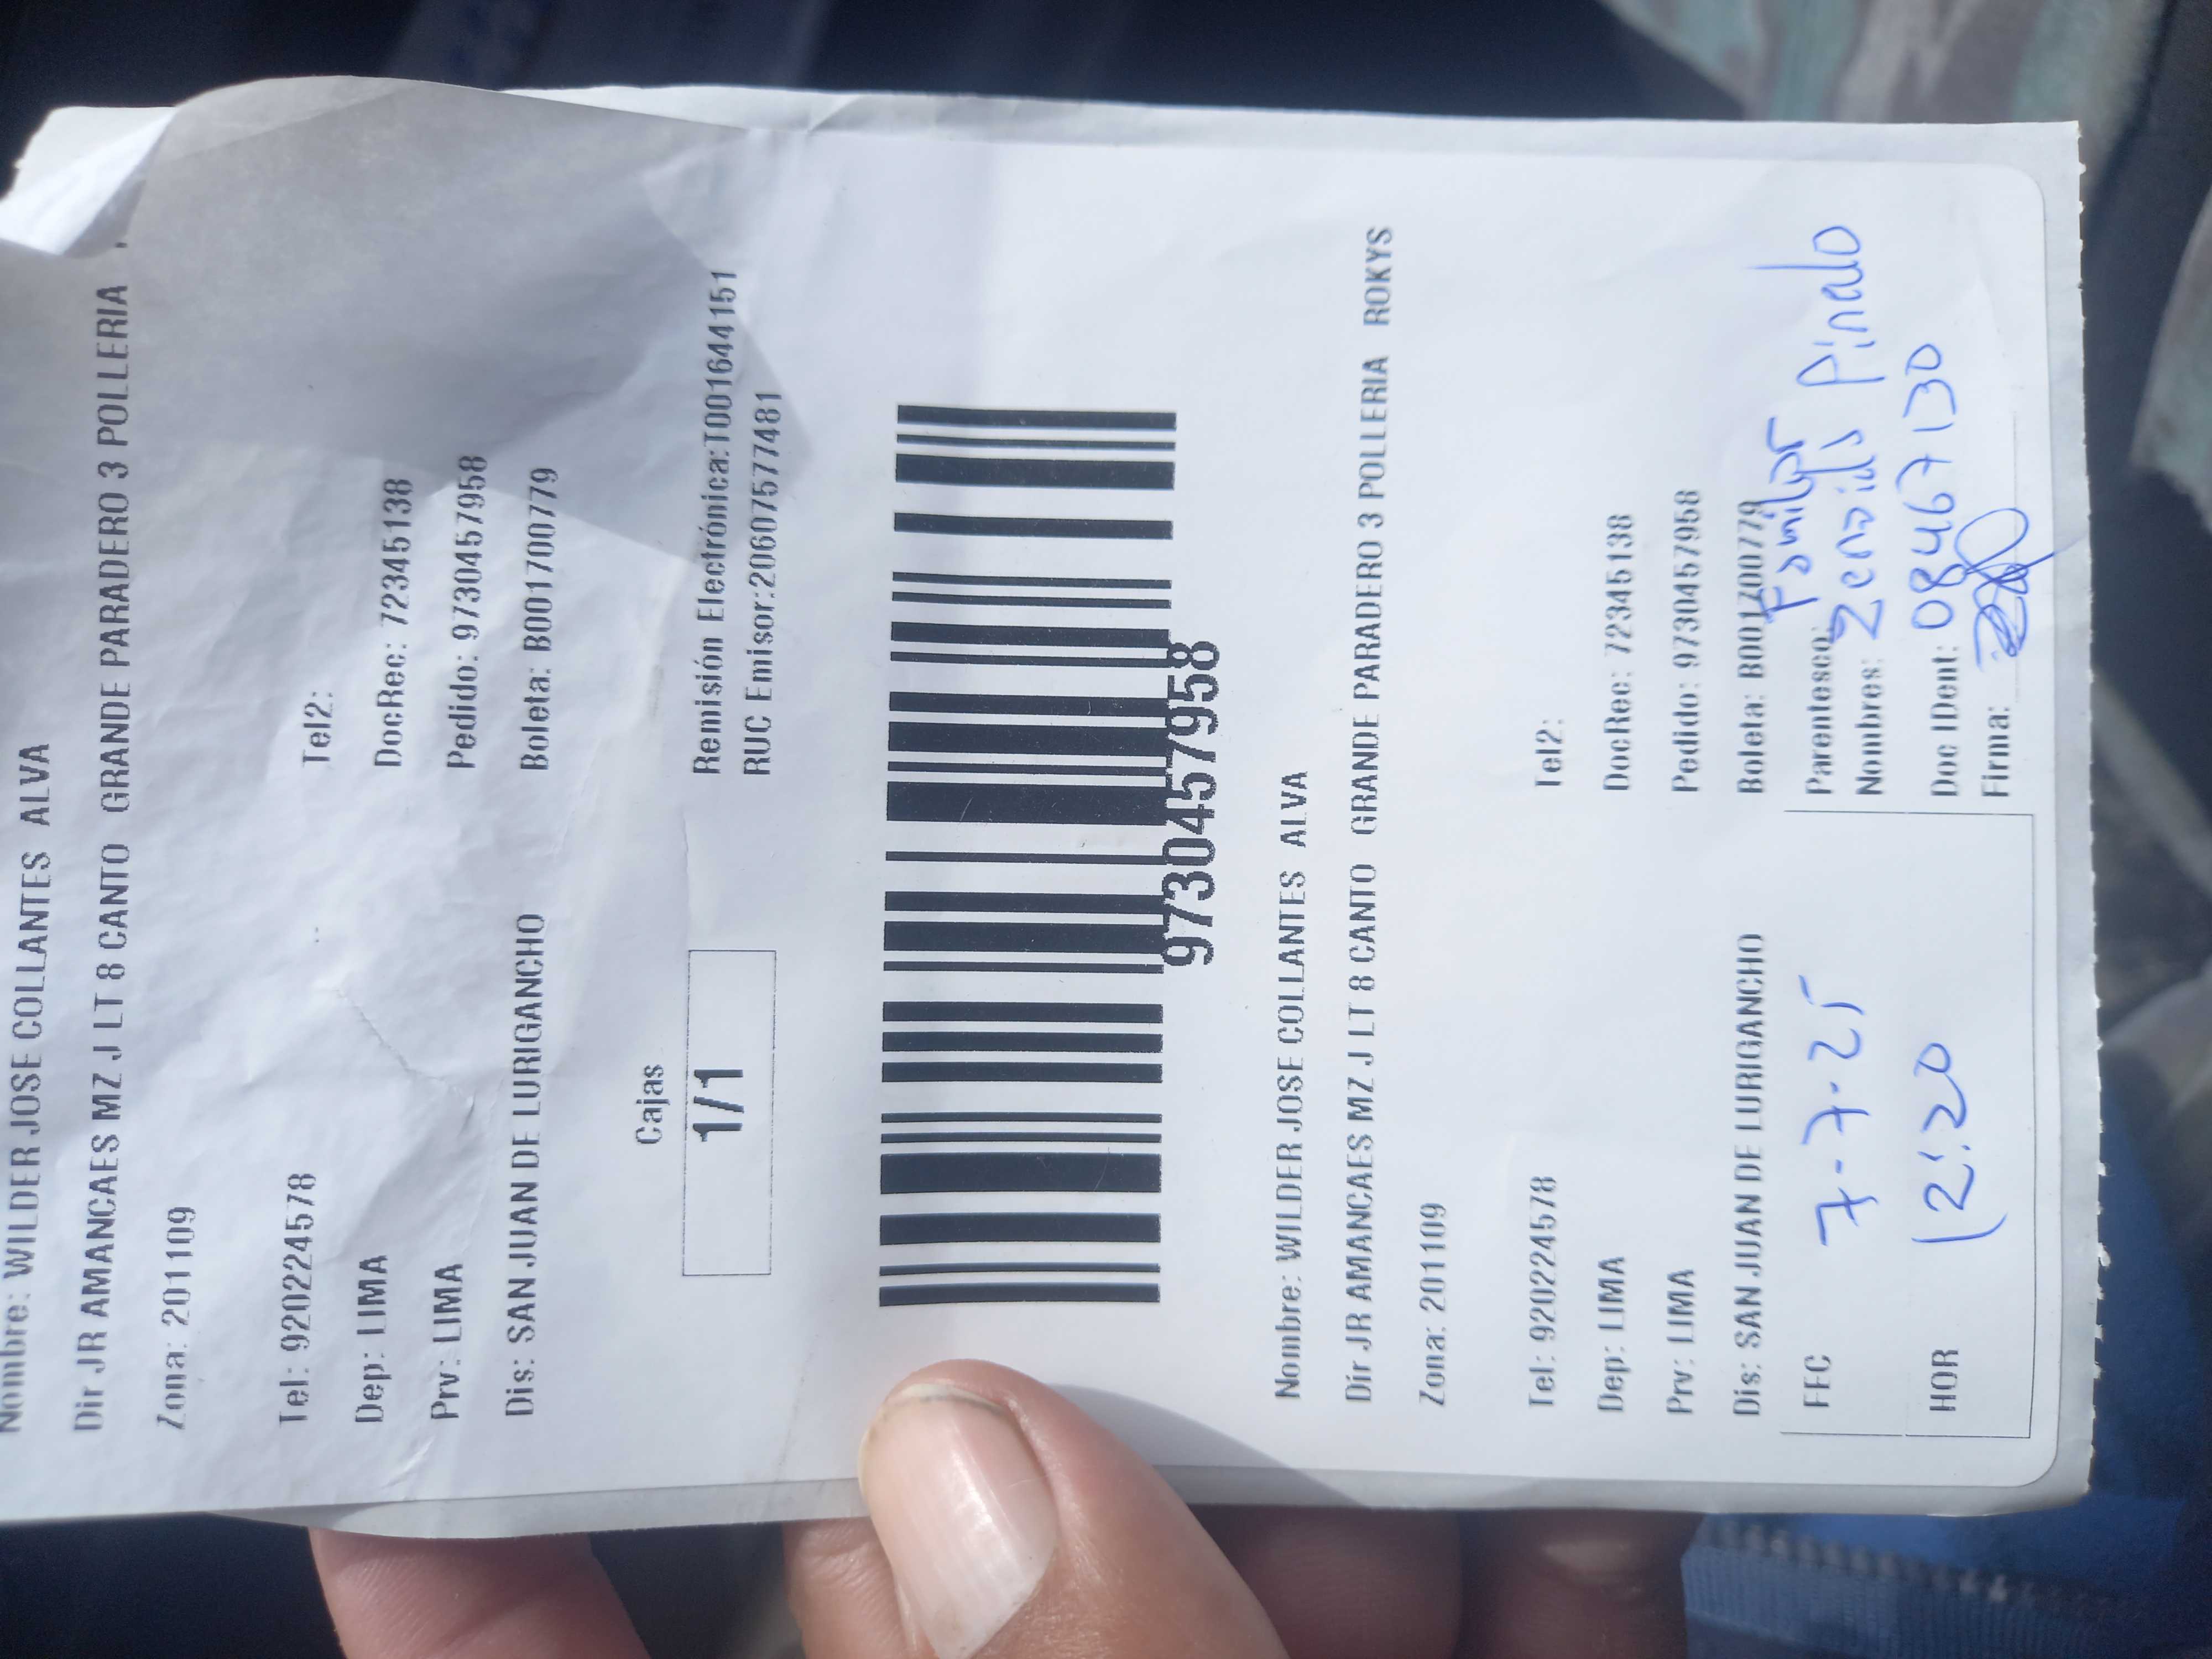 Nombre: WILDER JOSE COLLANTES ALVA
Dir JR AMANCAES MZ J LT 8 CANTO GRANDE PARADERO 3 POLLERIA
Zona: 201109
Tel: 920224578 Tel2:
Dep: LIMA DocRec: 72345138
Prv: LIMA Pedido: 9730457958
Dis: SAN JUAN DE LURIGANCHO Boleta: B001700779
Cajas
1/1
Remisión Electrónica:T001644151
RUC Emisor:20607577481
9730457958
Nombre: WILDER JOSE COLLANTES ALVA
Dir JR AMANCAES MZ J LT 8 CANTO GRANDE PARADERO 3 POLLERIA ROKYS
Zona: 201109
Tel: 920224578 Tel2:
Dep: LIMA DocRec: 72345138
Prv: LIMA Pedido: 9730457958
Dis: SAN JUAN DE LURIGANCHO Boleta: B001700779
FEC 7-7-25
HOR 12:20
Parentesco: Familiar
Nombres: Zenaida Pinedo
Doc IDent: 08467130
Firma: